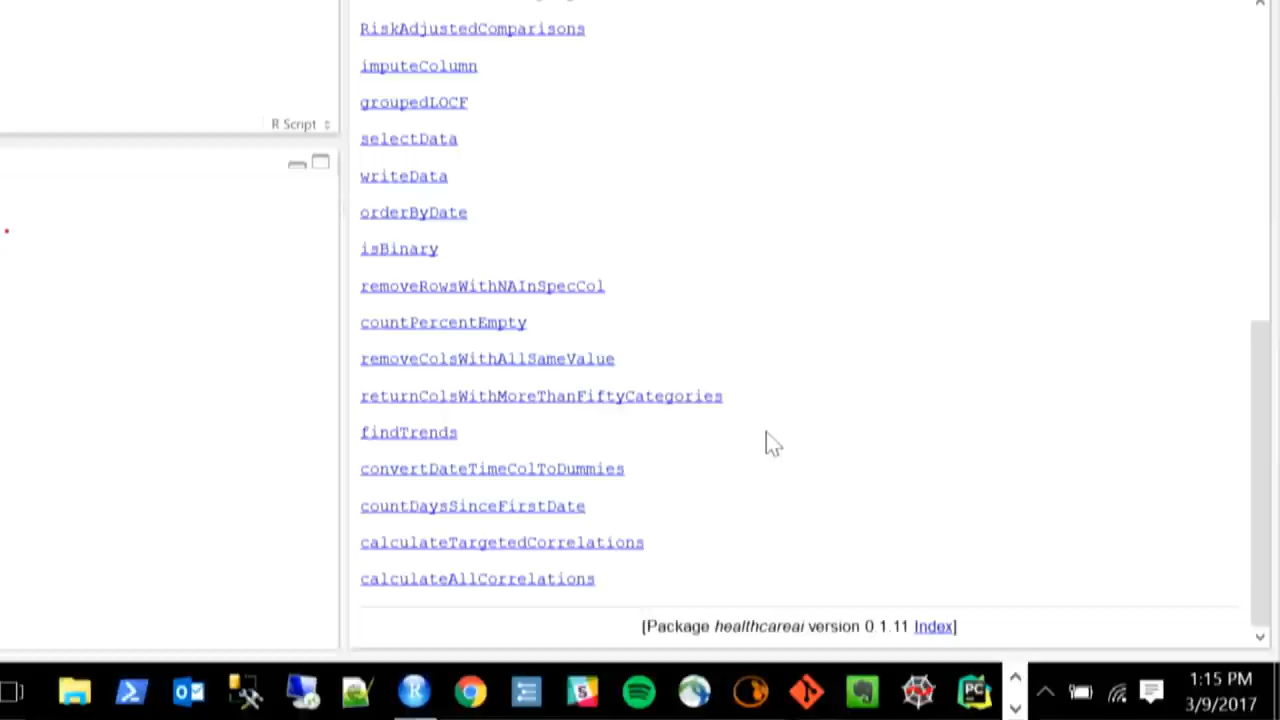 RiskAdjustedComparisons
imputeColumn
groupedLOCF
R Script
selectData
writeData
orderByDate
isBinary
removeRowsWithNAInSpecCol
countPercentEmpty
removeColsWithAllSameValue
returnColsWithMoreThanFiftyCategories
findTrends
convertDateTimeColToDummies
countDaysSinceFirstDate
calculateTargetedCorrelations
calculateAllCorrelations
[Package healthcareai version 0.1.11 Index]
1:15 PM
3/9/2017
PC